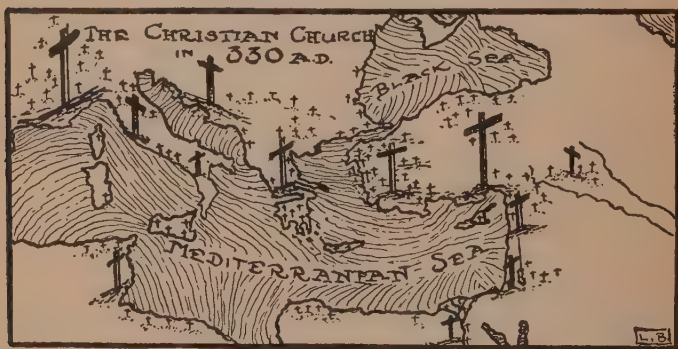 THE CHRISTIAN CHURCH
IN 330 A.D.
BLACK SEA
MEDITERRANEAN SEA
L.B